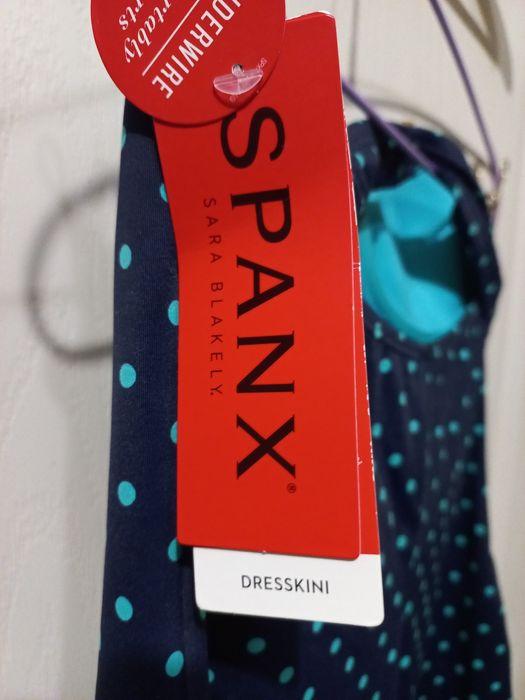 UNDERWIRE
SPANX®
SARA BLAKELY.
DRESSKINI